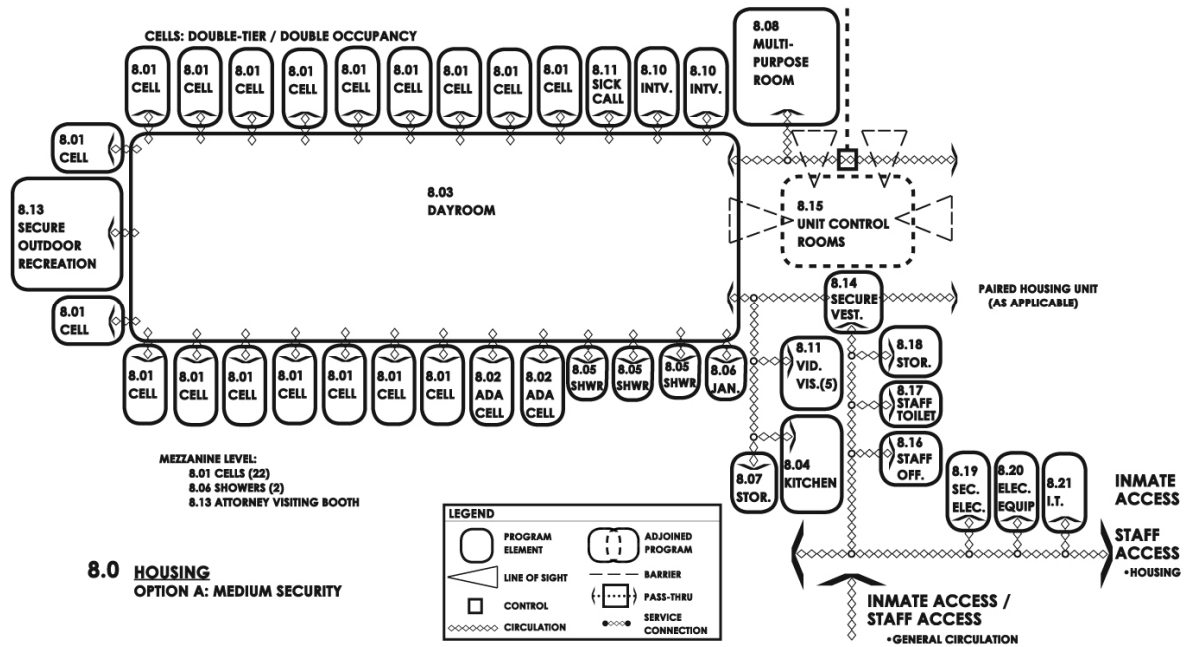 CELLS: DOUBLE-TIER / DOUBLE OCCUPANCY
8.01
CELL
8.01
CELL
8.01
CELL
8.01
CELL
8.01
CELL
8.01
CELL
8.01
CELL
8.01
CELL
8.01
CELL
8.11
SICK
CALL
8.10
INTV.
8.10
INTV.
8.08
MULTI-
PURPOSE
ROOM
8.01
CELL
8.13
SECURE
OUTDOOR
RECREATION
8.01
CELL
8.03
DAYROOM
8.15
UNIT CONTROL
ROOMS
8.14
SECURE
VEST.
PAIRED HOUSING UNIT
(AS APPLICABLE)
8.01
CELL
8.01
CELL
8.01
CELL
8.01
CELL
8.01
CELL
8.01
CELL
8.01
CELL
8.02
ADA
CELL
8.02
ADA
CELL
8.05
SHWR
8.05
SHWR
8.05
SHWR
8.06
JAN.
8.11
VID.
VIS.(5)
8.18
STOR.
8.17
STAFF
TOILET
8.16
STAFF
OFF.
8.07
STOR.
8.04
KITCHEN
8.19
SEC.
ELEC.
8.20
ELEC.
EQUIP
8.21
I.T.
INMATE
ACCESS
STAFF
ACCESS
•HOUSING
MEZZANINE LEVEL:
8.01 CELLS (22)
8.06 SHOWERS (2)
8.13 ATTORNEY VISITING BOOTH
8.0 HOUSING
OPTION A: MEDIUM SECURITY
LEGEND
PROGRAM
ELEMENT
LINE OF SIGHT
CONTROL
CIRCULATION
ADJOINED
PROGRAM
BARRIER
PASS-THRU
SERVICE
CONNECTION
INMATE ACCESS /
STAFF ACCESS
•GENERAL CIRCULATION